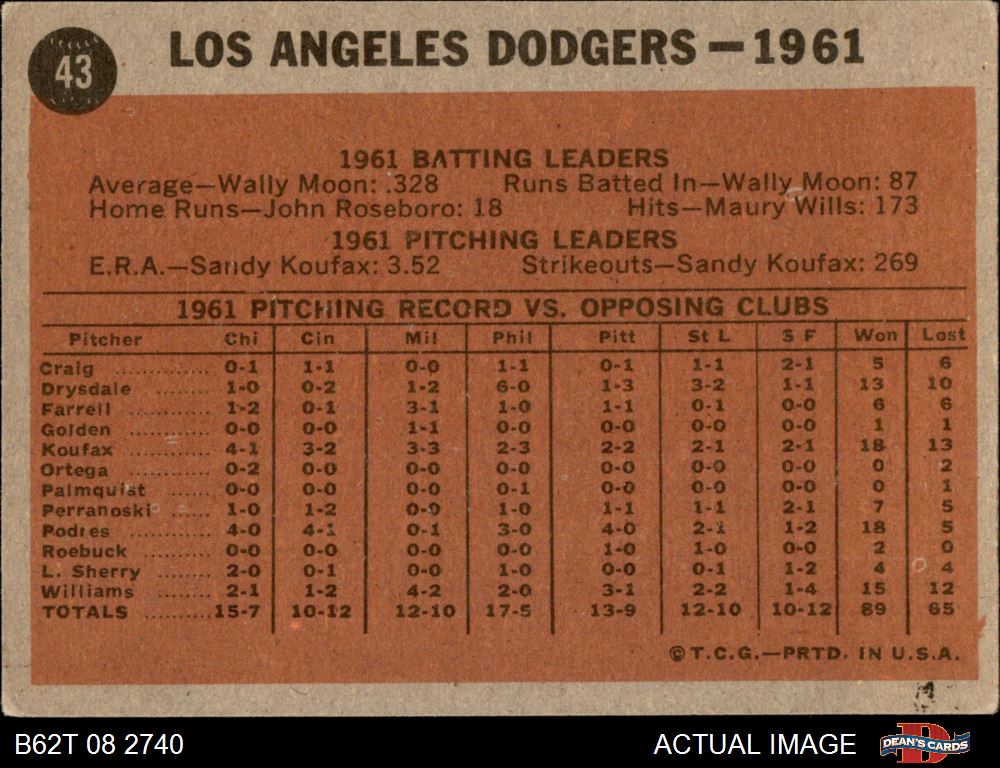 43
LOS ANGELES DODGERS — 1961
1961 BATTING LEADERS
Average—Wally Moon: .328 Runs Batted In—Wally Moon: 87
Home Runs—John Roseboro: 18 Hits—Maury Wills: 173
1961 PITCHING LEADERS
E.R.A.—Sandy Koufax: 3.52 Strikeouts—Sandy Koufax: 269
1961 PITCHING RECORD VS. OPPOSING CLUBS
Pitcher Chi Cin Mil Phil Pitt St L S F Won Lost
Craig .......... 0-1 1-1 0-0 1-1 0-1 1-1 2-1 5 6
Drysdale ........ 1-0 0-2 1-2 6-0 1-3 3-2 1-1 13 10
Farrell .......... 1-2 0-1 3-1 1-0 1-1 0-1 0-0 6 6
Golden .......... 0-0 0-0 1-1 0-0 0-0 0-0 0-0 1 1
Koufax .......... 4-1 3-2 3-3 2-3 2-2 2-1 2-1 18 13
Ortega .......... 0-2 0-0 0-0 0-0 0-0 0-0 0-0 0 2
Palmquist ...... 0-0 0-0 0-0 0-1 0-0 0-0 0-0 0 1
Perranoski ..... 1-0 1-2 0-0 1-0 1-1 1-1 2-1 7 5
Podres .......... 4-0 4-1 0-1 3-0 4-0 2-1 1-2 18 5
Roebuck ........ 0-0 0-0 0-0 0-0 1-0 1-0 0-0 2 0
L. Sherry ....... 2-0 0-1 0-0 1-0 0-0 0-1 1-2 4 4
Williams ........ 2-1 1-2 4-2 2-0 3-1 2-2 1-4 15 12
TOTALS ......... 15-7 10-12 12-10 17-5 13-9 12-10 10-12 89 65
©T.C.G.—PRTD. IN U.S.A.
B62T 08 2740 ACTUAL IMAGE DEAN'S CARDS